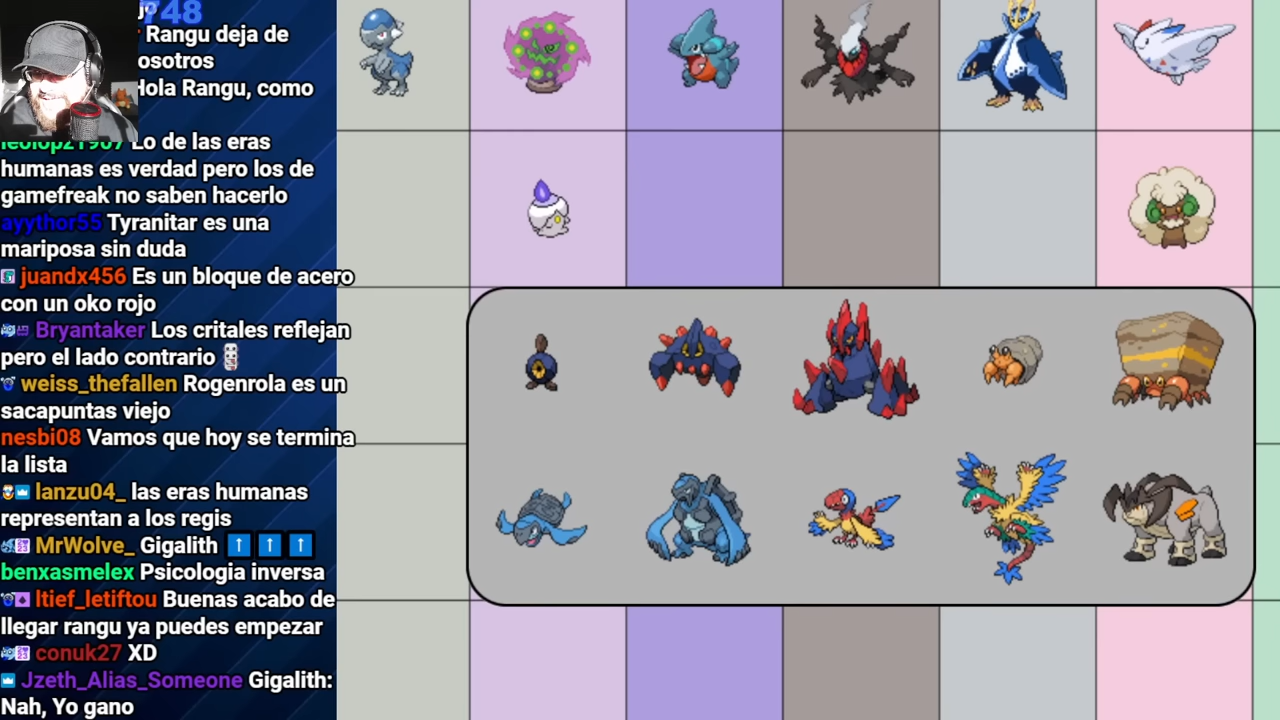 748
Rangu deja de
osotros
Hola Rangu, como
leolop21907 Lo de las eras
humanas es verdad pero los de
gamefreak no saben hacerlo
ayythor55 Tyranitar es una
mariposa sin duda
juandx456 Es un bloque de acero
con un oko rojo
Bryantaker Los critales reflejan
pero el lado contrario
weiss_thefallen Rogenrola es un
sacapuntas viejo
nesbi08 Vamos que hoy se termina
la lista
lanzu04_ las eras humanas
representan a los regis
MrWolve_ Gigalith ⬆️ ⬆️ ⬆️
benxasmelex Psicologia inversa
ltief_letiftou Buenas acabo de
llegar rangu ya puedes empezar
conuk27 XD
Jzeth_Alias_Someone Gigalith:
Nah, Yo gano